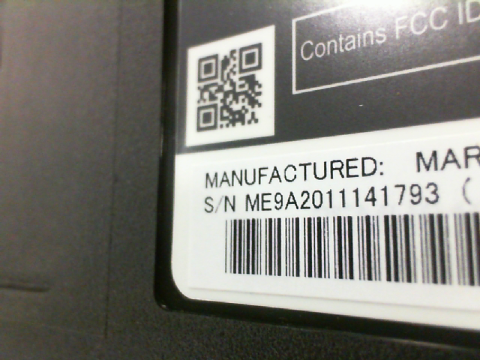 Contains FCC ID
MANUFACTURED: MAR
S/N ME9A2011141793 (